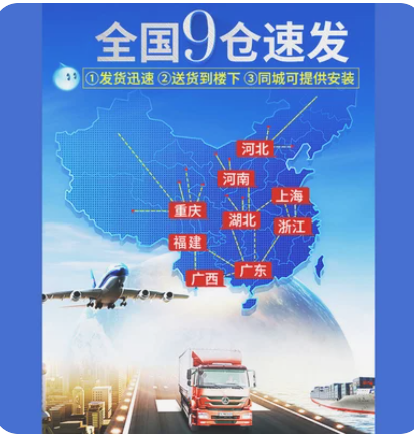 全国9仓速发
①发货迅速 ②送货到楼下 ③同城可提供安装
河北
河南
上海
重庆
湖北
浙江
福建
广西
广东